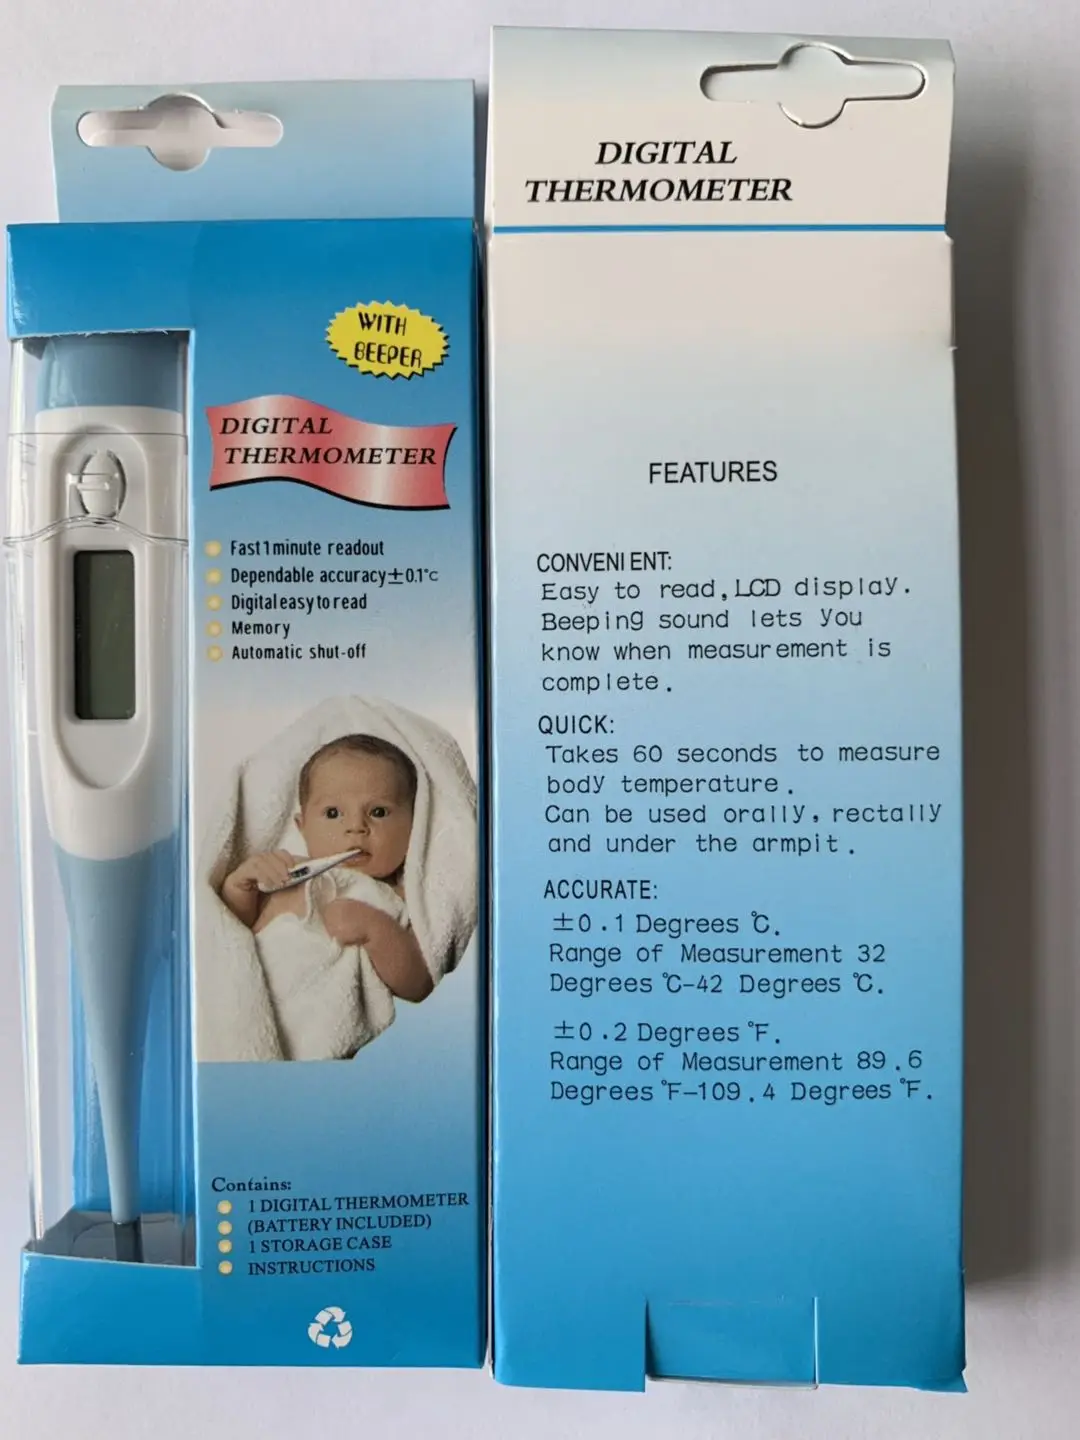 WITH
BEEPER
DIGITAL
THERMOMETER
Fast 1 minute readout
Dependable accuracy±0.1°c
Digital easy to read
Memory
Automatic shut-off
Contains:
1 DIGITAL THERMOMETER
(BATTERY INCLUDED)
1 STORAGE CASE
INSTRUCTIONS
DIGITAL
THERMOMETER
FEATURES
CONVENIENT:
Easy to read, LCD display.
Beeping sound lets you
know when measurement is
complete.
QUICK:
Takes 60 seconds to measure
body temperature.
Can be used orally, rectally
and under the armpit.
ACCURATE:
±0.1 Degrees ℃.
Range of Measurement 32
Degrees ℃-42 Degrees ℃.
±0.2 Degrees ℉.
Range of Measurement 89.6
Degrees ℉-109.4 Degrees ℉.